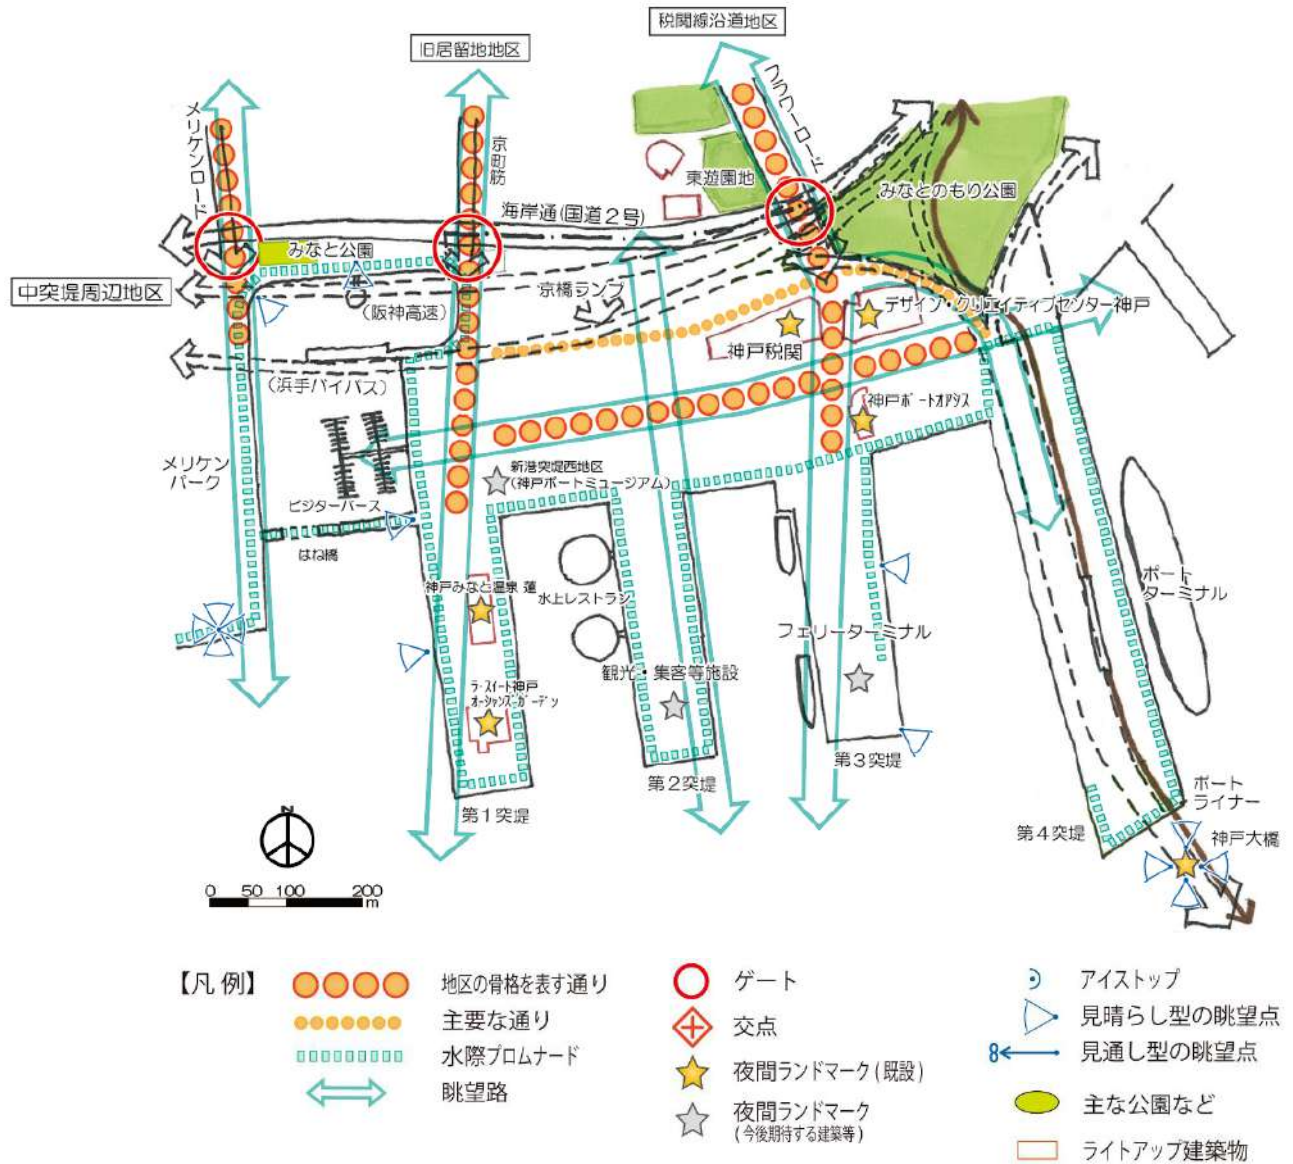 税関線沿道地区
旧居留地地区
フラワーロード
メリケンロード
京町筋
東遊園地
みなとのもり公園
海岸通(国道2号)
みなと公園
中突堤周辺地区
京橋ランプ
(阪神高速)
デザイン・クリエイティブセンター神戸
神戸税関
(浜手バイパス)
神戸ポートオアシス
メリケン
パーク
新港突堤西地区
(神戸ポートミュージアム)
ビジターバース
はね橋
神戸みなと温泉 蓮
水上レストラン
ポート
ターミナル
フェリーターミナル
観光・集客等施設
ラ・スイート神戸
オーシャンズガーデン
第1突堤
第2突堤
第3突堤
第4突堤
ポート
ライナー
神戸大橋
N
0 50 100 200
m
【凡 例】
地区の骨格を表す通り
主要な通り
水際プロムナード
眺望路
ゲート
交点
夜間ランドマーク(既設)
夜間ランドマーク
(今後期待する建築等)
アイストップ
見晴らし型の眺望点
見通し型の眺望点
主な公園など
ライトアップ建築物